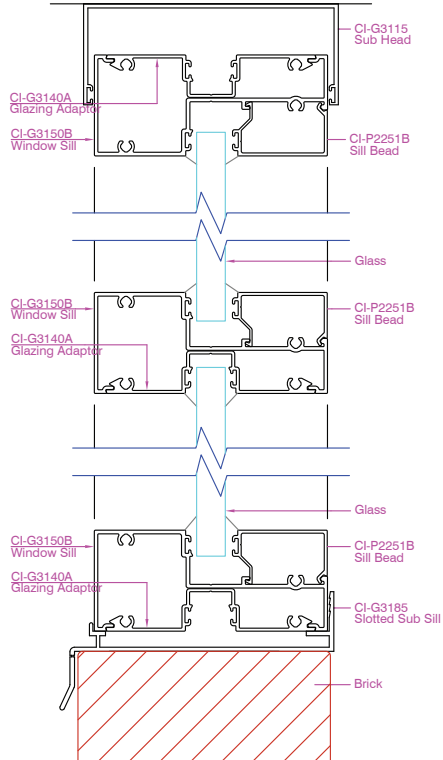 CI-G3115
Sub Head
CI-G3140A
Glazing Adaptor
CI-G3150B
Window Sill
CI-P2251B
Sill Bead
Glass
CI-G3150B
Window Sill
CI-P2251B
Sill Bead
CI-G3140A
Glazing Adaptor
Glass
CI-G3150B
Window Sill
CI-P2251B
Sill Bead
CI-G3140A
Glazing Adaptor
CI-G3185
Slotted Sub Sill
Brick